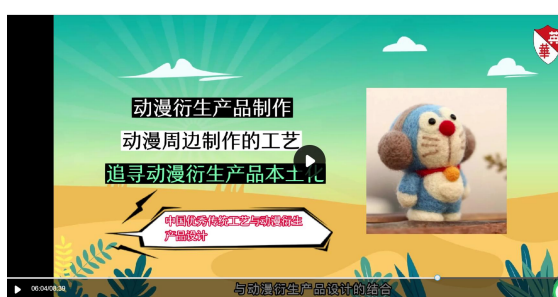 英
華
动漫衍生产品制作
动漫周边制作的工艺
追寻动漫衍生产品本土化
中国优秀传统工艺与动漫衍生
产品设计
与动漫衍生产品设计的结合
06:04/08:39